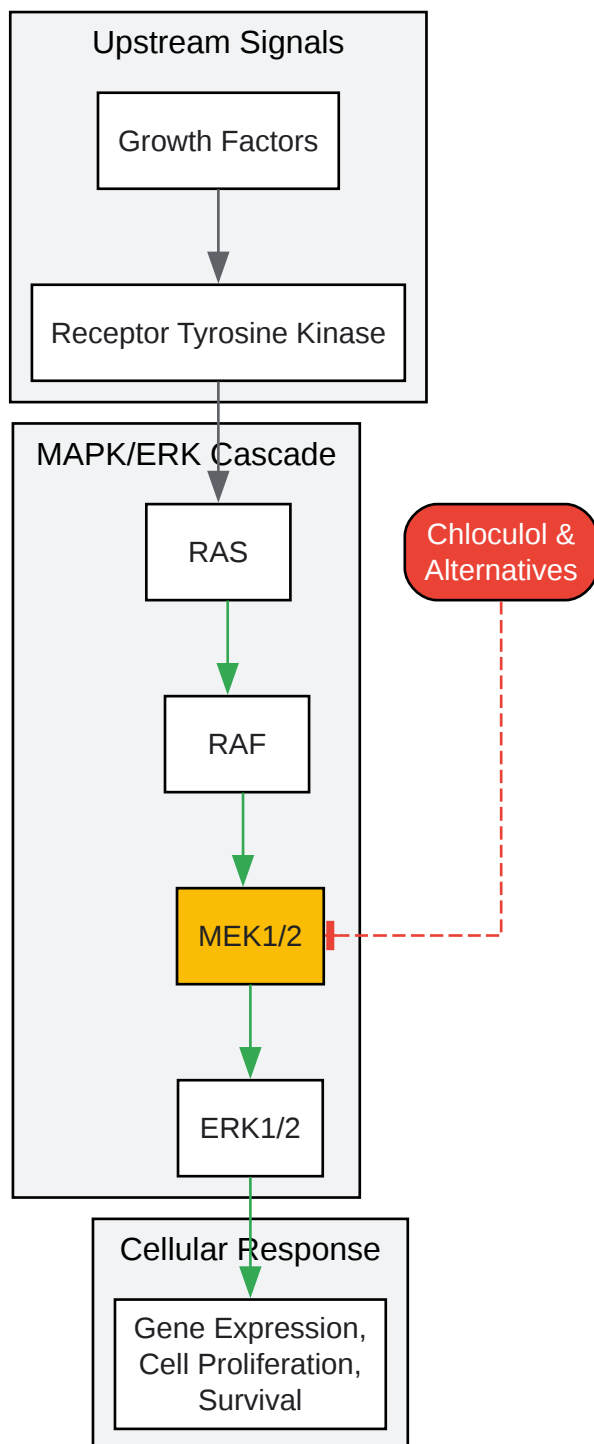 Upstream Signals
Growth Factors
Receptor Tyrosine Kinase
MAPK/ERK Cascade
RAS
Chloculol &
Alternatives
RAF
MEK1/2
ERK1/2
Cellular Response
Gene Expression,
Cell Proliferation,
Survival